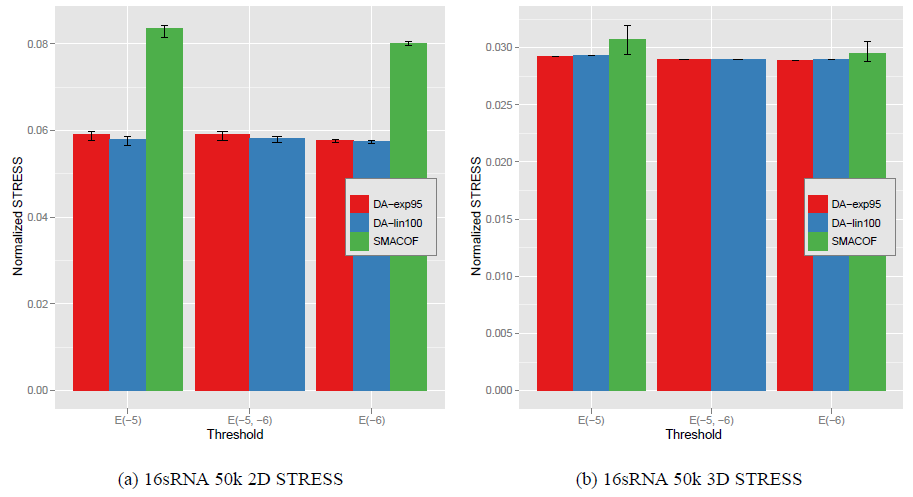 Normalized STRESS
0.08
0.06
0.04
0.02
0.00
E(−5)
E(−5, −6)
E(−6)
Threshold
DA−exp95
DA−lin100
SMACOF
(a) 16sRNA 50k 2D STRESS
Normalized STRESS
0.030
0.025
0.020
0.015
0.010
0.005
0.000
E(−5)
E(−5, −6)
E(−6)
Threshold
DA−exp95
DA−lin100
SMACOF
(b) 16sRNA 50k 3D STRESS